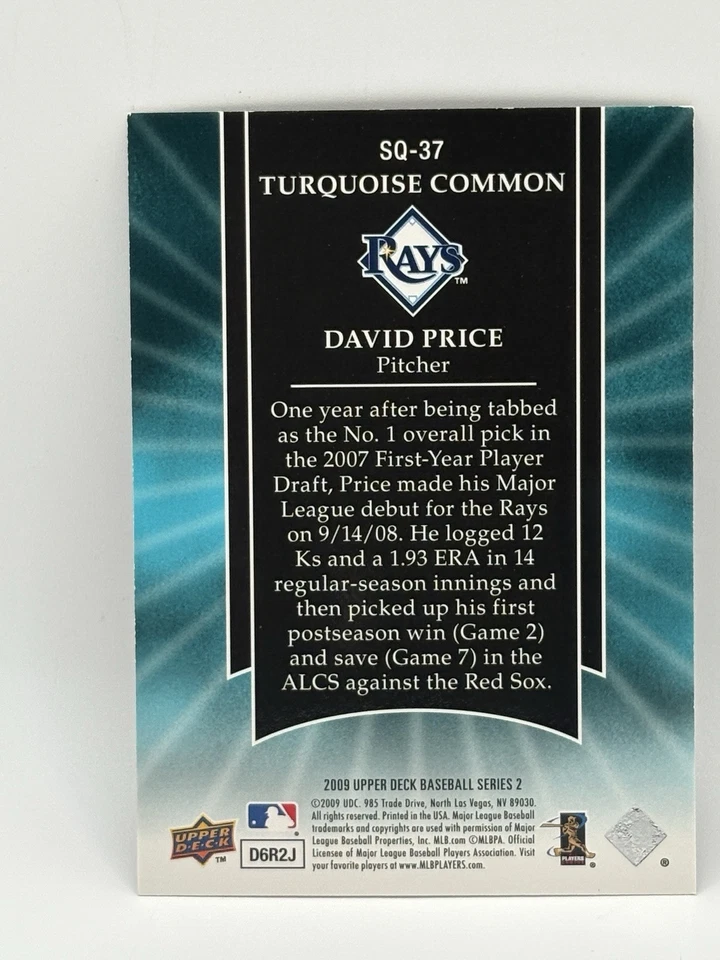 SQ-37
TURQUOISE COMMON
RAYS™
DAVID PRICE
Pitcher
One year after being tabbed
as the No. 1 overall pick in
the 2007 First-Year Player
Draft, Price made his Major
League debut for the Rays
on 9/14/08. He logged 12
Ks and a 1.93 ERA in 14
regular-season innings and
then picked up his first
postseason win (Game 2)
and save (Game 7) in the
ALCS against the Red Sox.
2009 UPPER DECK BASEBALL SERIES 2
©2009 UDC. 985 Trade Drive, North Las Vegas, NV 89030.
All rights reserved. Printed in the USA. Major League Baseball
trademarks and copyrights are used with permission of Major
League Baseball Properties, Inc. MLB.com ©MLBPA. Official
Licensee of Major League Baseball Players Association. Visit
your favorite players at www.MLBPLAYERS.com.
UPPER
D·E·C·K™
D6R2J
PLAYERS
®
®